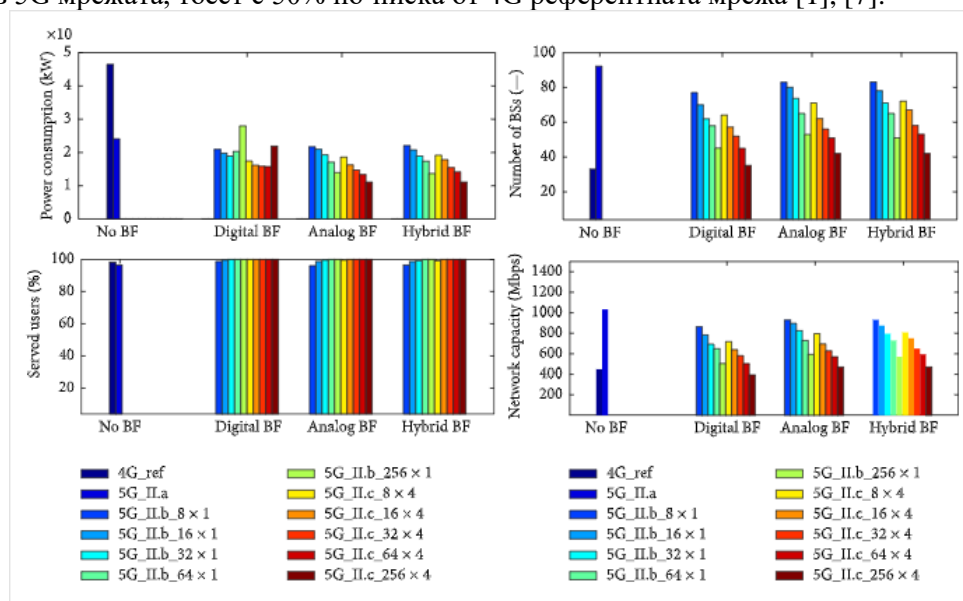 в 5G мрежата, тоест с 50% по-ниска от 4G референтната мрежа [1], [7].
×10
Power consumption (kW)
5
4
3
2
1
0
No BF Digital BF Analog BF Hybrid BF
Number of BSs (—)
100
80
60
40
20
No BF Digital BF Analog BF Hybrid BF
Served users (%)
100
80
60
40
20
No BF Digital BF Analog BF Hybrid BF
Network capacity (Mbps)
1400
1200
1000
800
600
400
200
No BF Digital BF Analog BF Hybrid BF
4G_ref
5G_II.a
5G_II.b_8 × 1
5G_II.b_16 × 1
5G_II.b_32 × 1
5G_II.b_64 × 1
5G_II.b_256 × 1
5G_II.c_8 × 4
5G_II.c_16 × 4
5G_II.c_32 × 4
5G_II.c_64 × 4
5G_II.c_256 × 4
4G_ref
5G_II.a
5G_II.b_8 × 1
5G_II.b_16 × 1
5G_II.b_32 × 1
5G_II.b_64 × 1
5G_II.b_256 × 1
5G_II.c_8 × 4
5G_II.c_16 × 4
5G_II.c_32 × 4
5G_II.c_64 × 4
5G_II.c_256 × 4